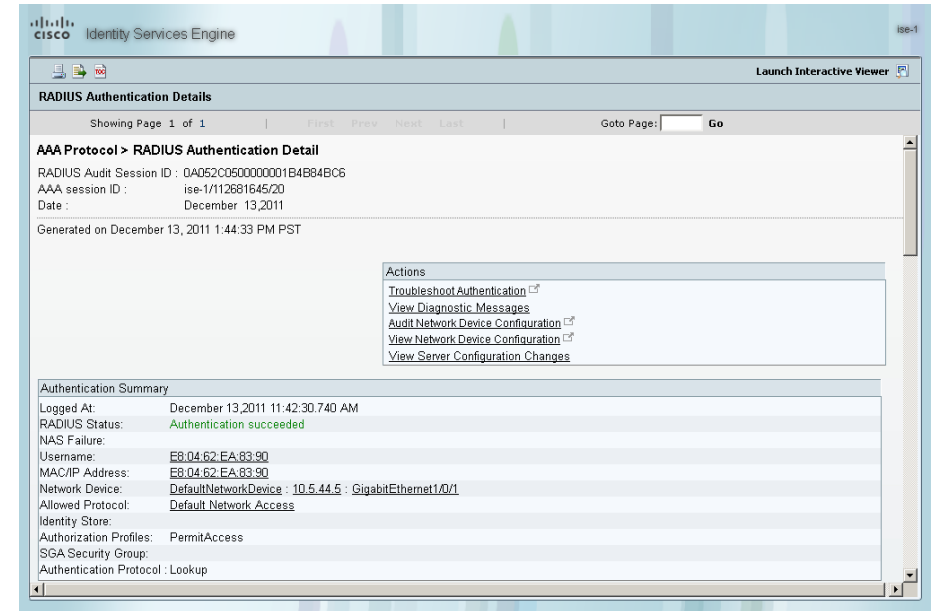 CISCO Identity Services Engine
ise-1
TOC
Launch Interactive Viewer
RADIUS Authentication Details
Showing Page 1 of 1 | First Prev Next Last | Goto Page: Go
AAA Protocol > RADIUS Authentication Detail
RADIUS Audit Session ID : 0A052C0500000001B4B84BC6
AAA session ID : ise-1/112681645/20
Date : December 13,2011
Generated on December 13, 2011 1:44:33 PM PST
Actions
Troubleshoot Authentication
View Diagnostic Messages
Audit Network Device Configuration
View Network Device Configuration
View Server Configuration Changes
Authentication Summary
Logged At: December 13,2011 11:42:30.740 AM
RADIUS Status: Authentication succeeded
NAS Failure:
Username: E8:04:62:EA:83:90
MAC/IP Address: E8:04:62:EA:83:90
Network Device: DefaultNetworkDevice : 10.5.44.5 : GigabitEthernet1/0/1
Allowed Protocol: Default Network Access
Identity Store:
Authorization Profiles: PermitAccess
SGA Security Group:
Authentication Protocol : Lookup